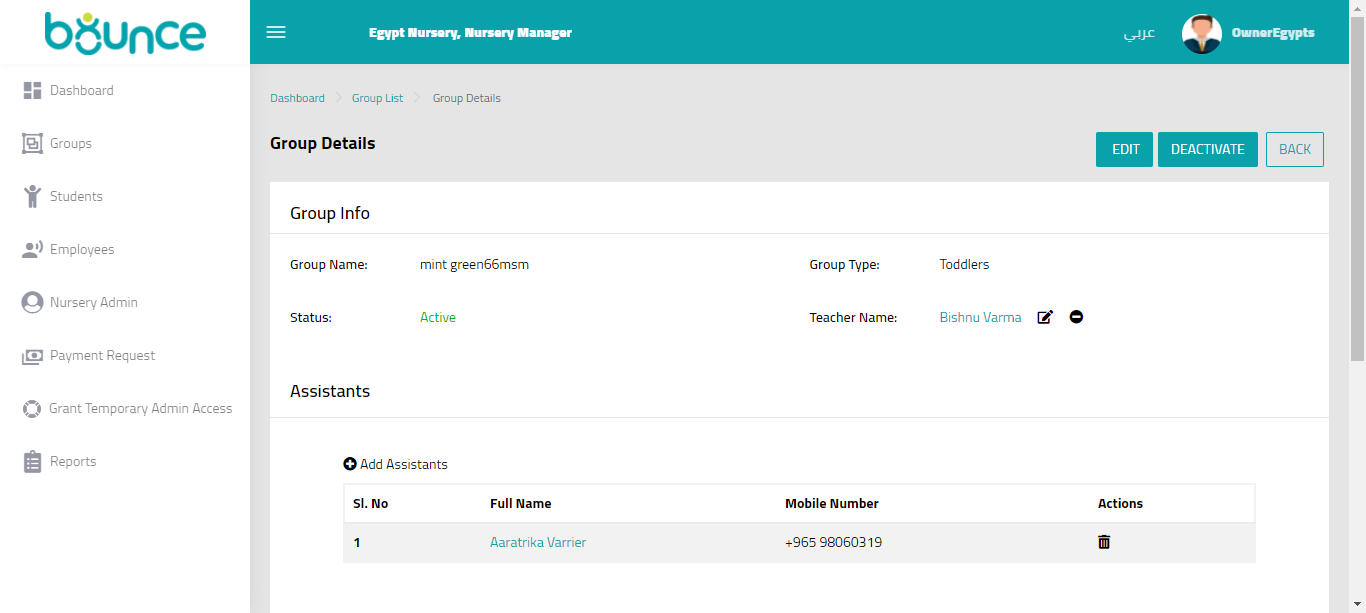 bounce
Egypt Nursery, Nursery Manager
عربي
OwnerEgypts
Dashboard
Groups
Students
Employees
Nursery Admin
Payment Request
Grant Temporary Admin Access
Reports
Dashboard > Group List > Group Details
Group Details
EDIT DEACTIVATE BACK
Group Info
Group Name: mint green66msm Group Type: Toddlers
Status: Active Teacher Name: Bishnu Varma
Assistants
Add Assistants
Sl. No Full Name Mobile Number Actions
1 Aaratrika Varrier +965 98060319